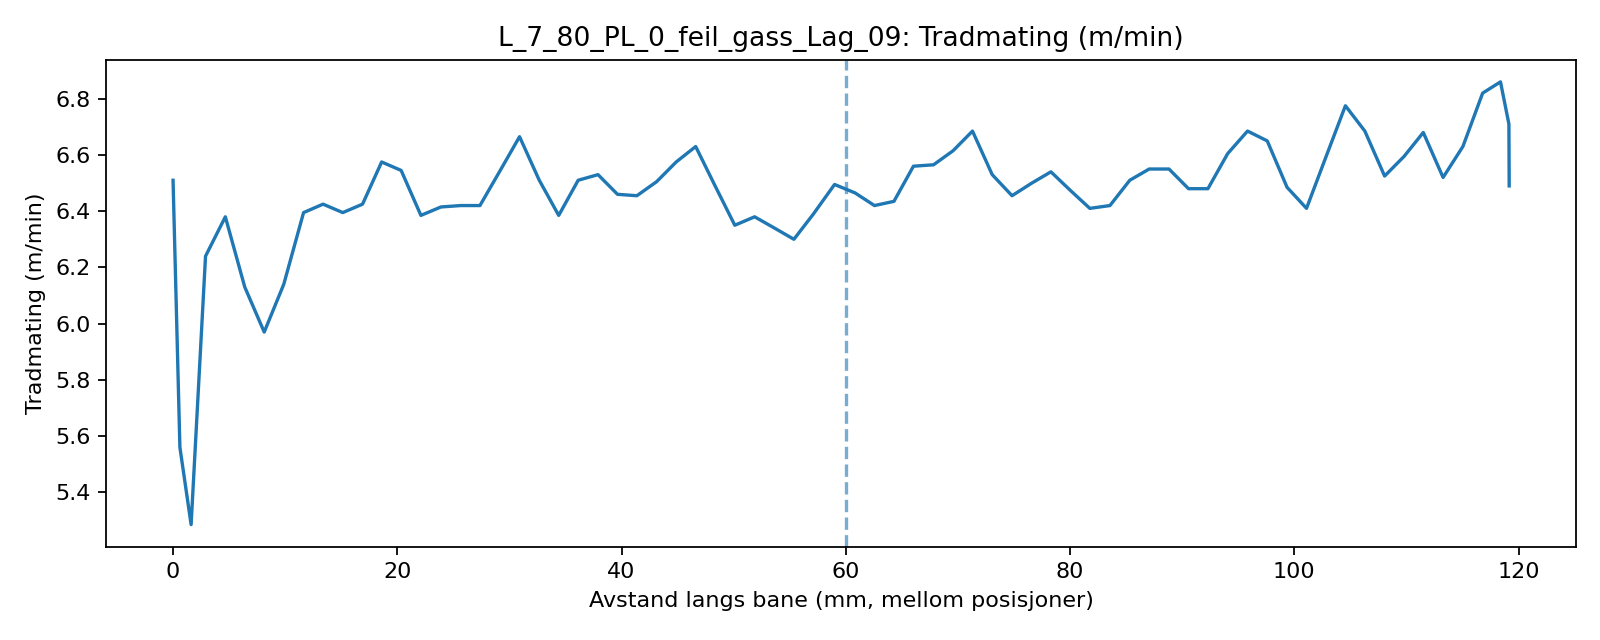 L_7_80_PL_0_feil_gass_Lag_09: Tradmating (m/min)
Tradmating (m/min)
6.8
6.6
6.4
6.2
6.0
5.8
5.6
5.4
0 20 40 60 80 100 120
Avstand langs bane (mm, mellom posisjoner)